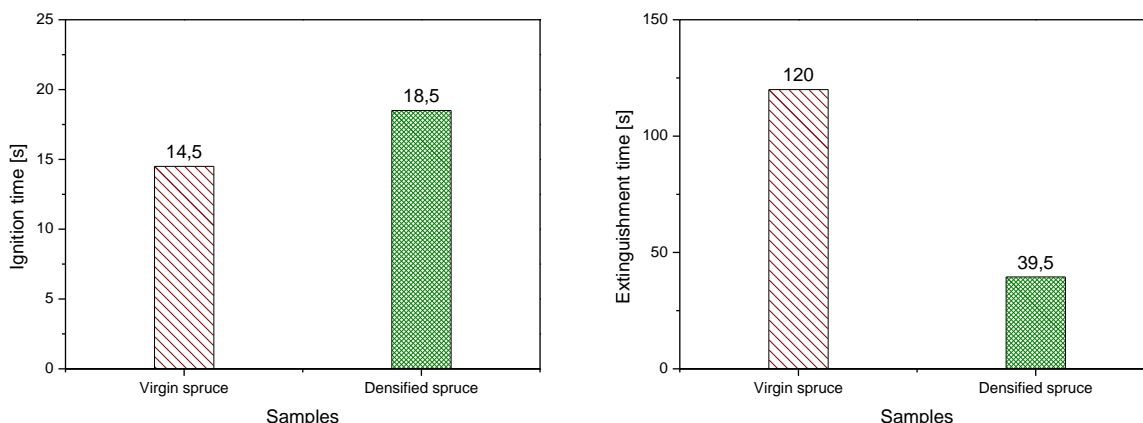 Ignition time [s]
25
20
15
10
5
0
14,5
18,5
Virgin spruce
Densified spruce
Samples
Extinguishment time [s]
150
100
50
0
120
39,5
Virgin spruce
Densified spruce
Samples